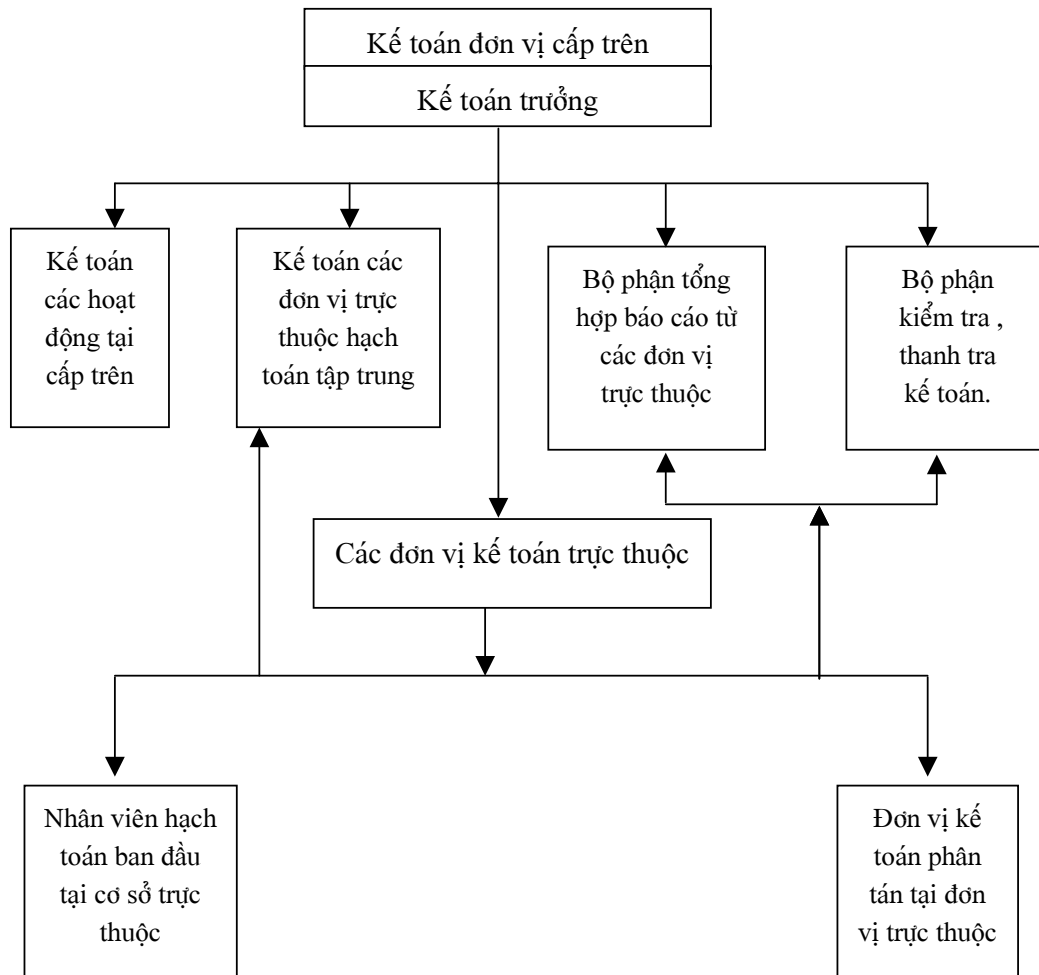 Kế toán đơn vị cấp trên
Kế toán trưởng
Kế toán
các hoạt
động tại
cấp trên
Kế toán các
đơn vị trực
thuộc hạch
toán tập trung
Bộ phận tổng
hợp báo cáo từ
các đơn vị
trực thuộc
Bộ phận
kiểm tra ,
thanh tra
kế toán.
Các đơn vị kế toán trực thuộc
Nhân viên hạch
toán ban đầu
tại cơ sở trực
thuộc
Đơn vị kế
toán phân
tán tại đơn
vị trực thuộc